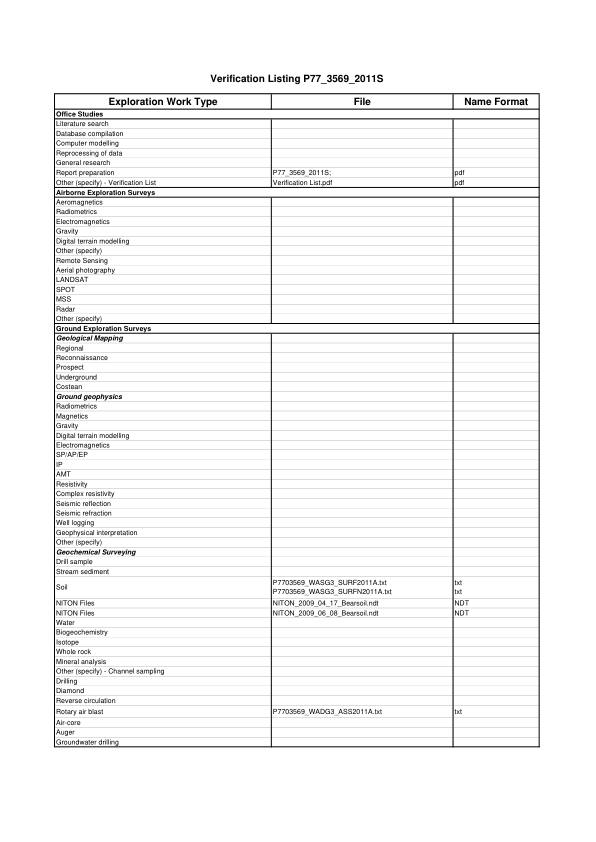 Verification Listing P77_3569_2011S
Exploration Work Type File Name Format
Office Studies
Literature search
Database compilation
Computer modelling
Reprocessing of data
General research
Report preparation P77_3569_2011S; pdf
Other (specify) - Verification List Verification List.pdf pdf
Airborne Exploration Surveys
Aeromagnetics
Radiometrics
Electromagnetics
Gravity
Digital terrain modelling
Other (specify)
Remote Sensing
Aerial photography
LANDSAT
SPOT
MSS
Radar
Other (specify)
Ground Exploration Surveys
Geological Mapping
Regional
Reconnaissance
Prospect
Underground
Costean
Ground geophysics
Radiometrics
Magnetics
Gravity
Digital terrain modelling
Electromagnetics
SP/AP/EP
IP
AMT
Resistivity
Complex resistivity
Seismic reflection
Seismic refraction
Well logging
Geophysical interpretation
Other (specify)
Geochemical Surveying
Drill sample
Stream sediment
Soil P7703569_WASG3_SURF2011A.txt txt
P7703569_WASG3_SURFN2011A.txt txt
NITON Files NITON_2009_04_17_Bearsoil.ndt NDT
NITON Files NITON_2009_06_08_Bearsoil.ndt NDT
Water
Biogeochemistry
Isotope
Whole rock
Mineral analysis
Other (specify) - Channel sampling
Drilling
Diamond
Reverse circulation
Rotary air blast P7703569_WADG3_ASS2011A.txt txt
Air-core
Auger
Groundwater drilling